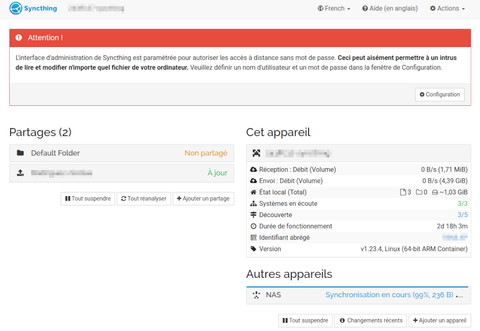 Syncthing
French
Aide (en anglais)
Actions
Attention !
L'interface d'administration de Syncthing est paramétrée pour autoriser les accès à distance sans mot de passe. Ceci peut aisément permettre à un intrus
de lire et modifier n'importe quel fichier de votre ordinateur. Veuillez définir un nom d'utilisateur et un mot de passe dans la fenêtre de Configuration.
Configuration
Partages (2)
Default Folder Non partagé
À jour
Tout suspendre Tout réanalyser Ajouter un partage
Cet appareil
Réception : Débit (Volume) 0 B/s (1,71 MiB)
Envoi : Débit (Volume) 0 B/s (4,39 GiB)
État local (Total) 3 0 ~1,03 GiB
Systèmes en écoute 3/3
Découverte 3/5
Durée de fonctionnement 2d 18h 3m
Identifiant abrégé
Version v1.23.4, Linux (64-bit ARM Container)
Autres appareils
NAS Synchronisation en cours (99%, 236 B)
Tout suspendre Changements récents Ajouter un appareil